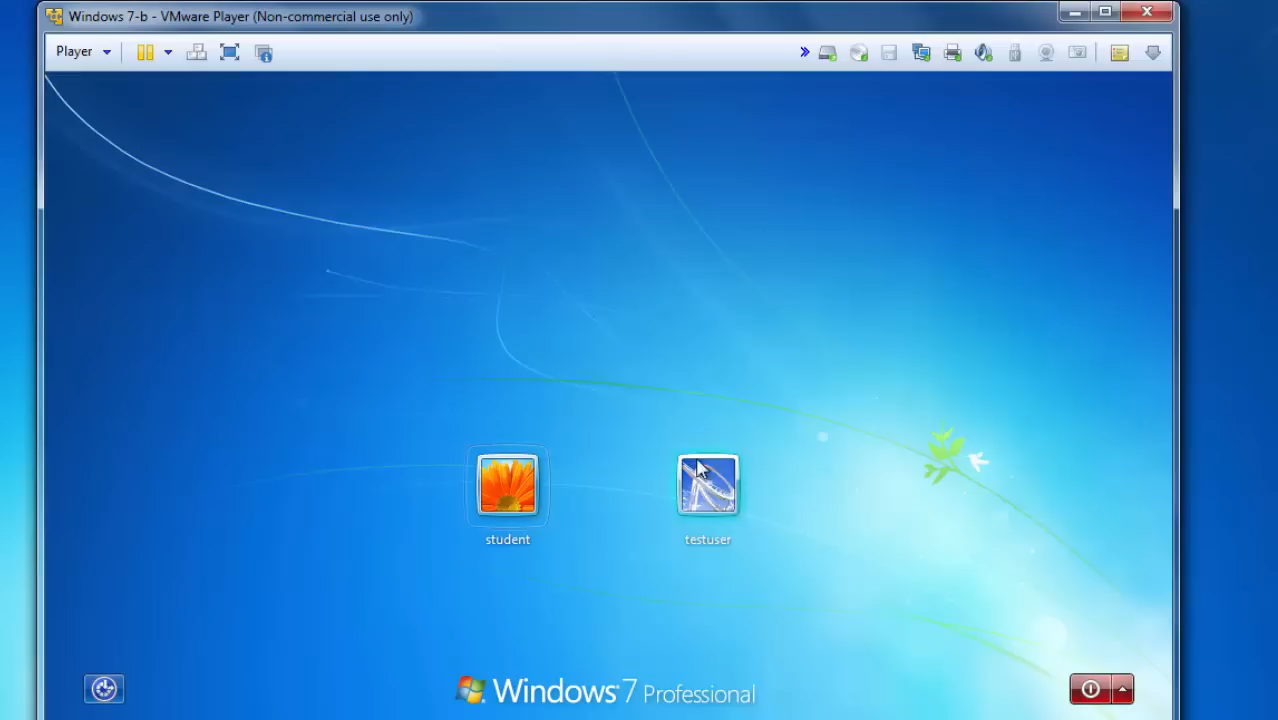 Windows 7-b - VMware Player (Non-commercial use only)
Player
student
testuser
Windows 7 Professional